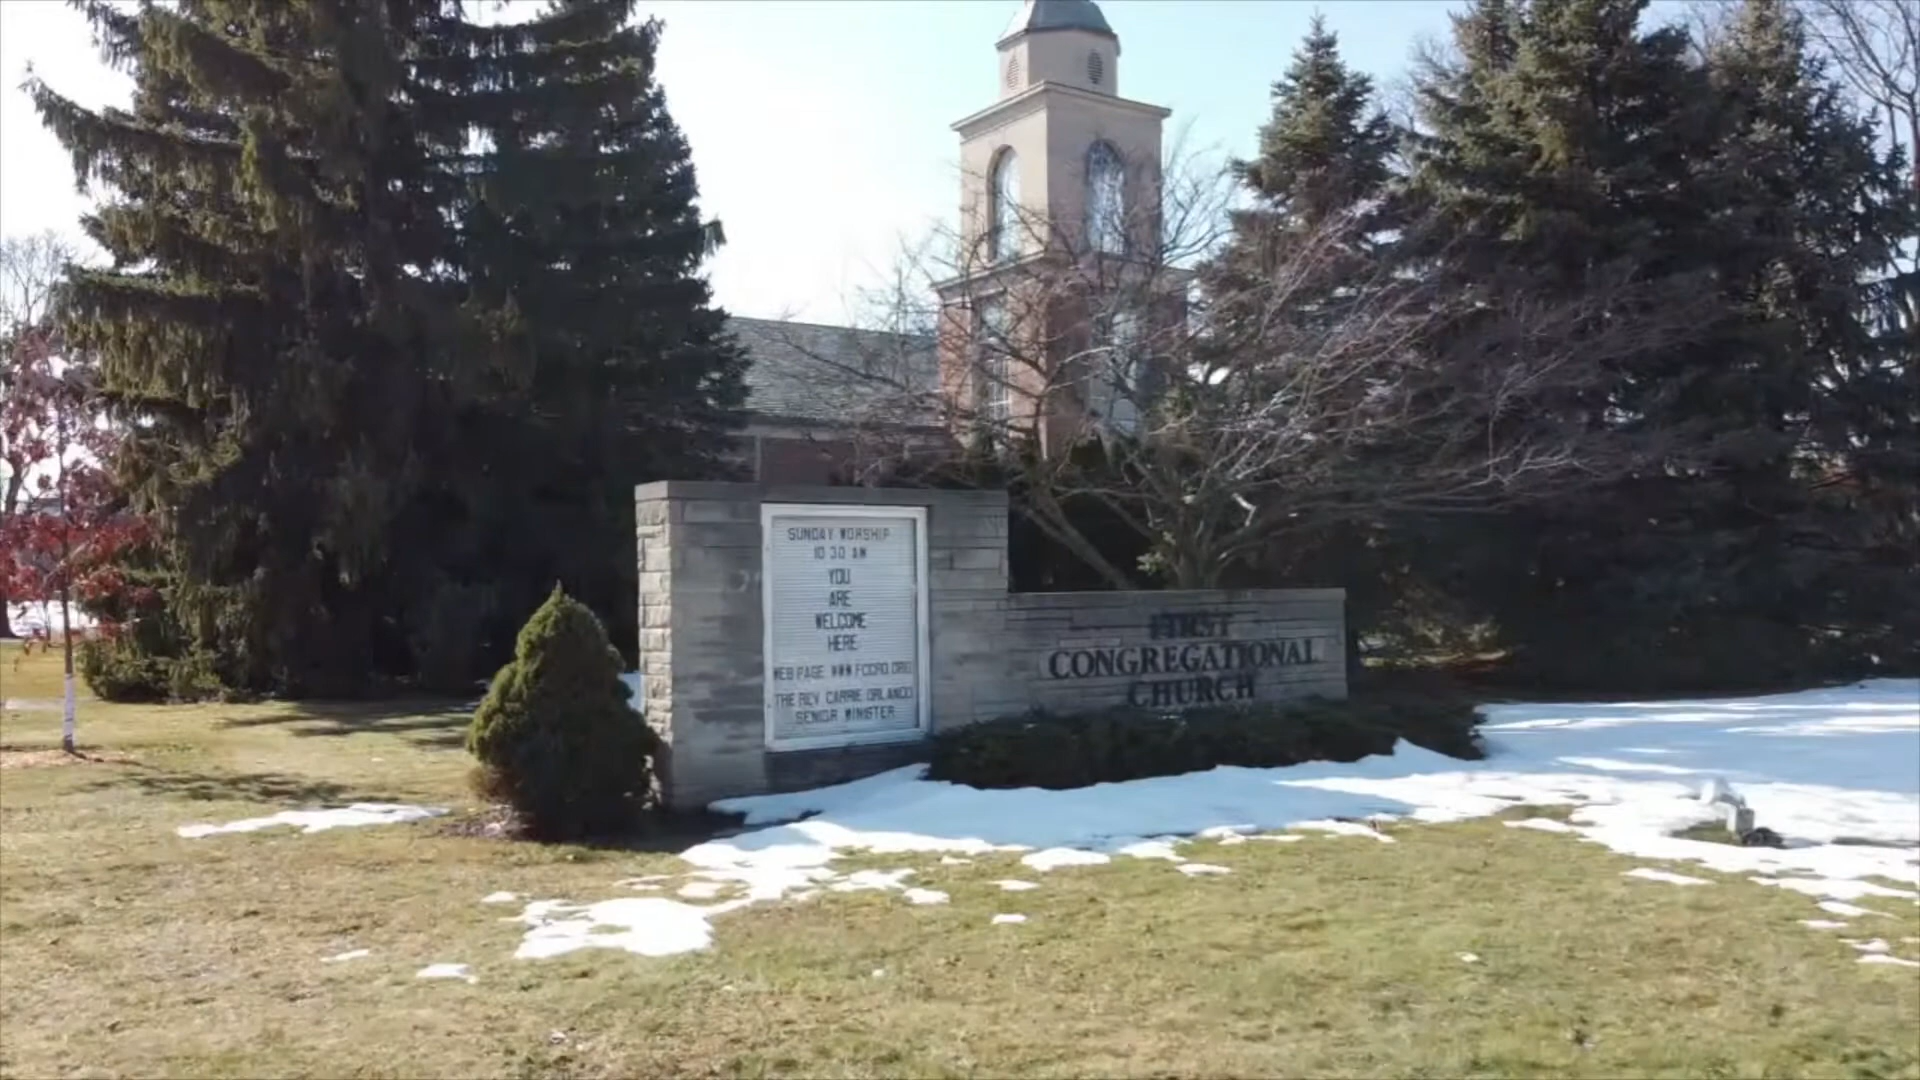 SUNDAY WORSHIP
10 30 AM
YOU
ARE
WELCOME
HERE
WEB PAGE WWW.FCCRO.ORG
THE REV CARRIE ORLANDO
SENIOR MINISTER
FIRST
CONGREGATIONAL
CHURCH